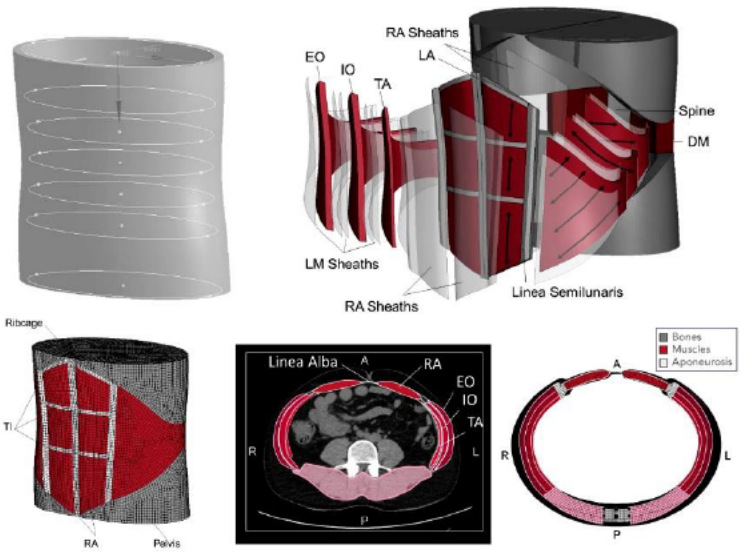 RA Sheaths
LA
EO
IO
TA
Spine
DM
LM Sheaths
RA Sheaths
Linea Semilunaris
Ribcage
TI
RA
Pelvis
Linea Alba
A
RA
EO
IO
TA
R
L
P
Bones
Muscles
Aponeurosis
A
R
L
P